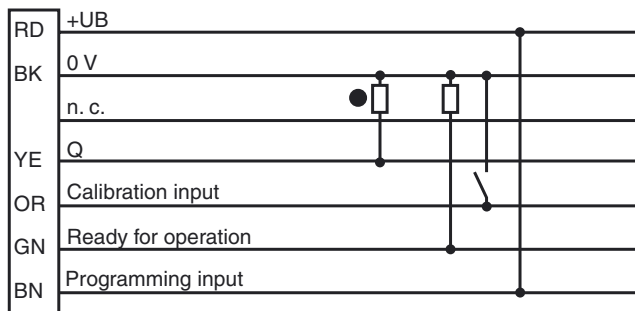 RD +UB
BK 0 V
n. c.
YE Q
OR Calibration input
GN Ready for operation
BN Programming input